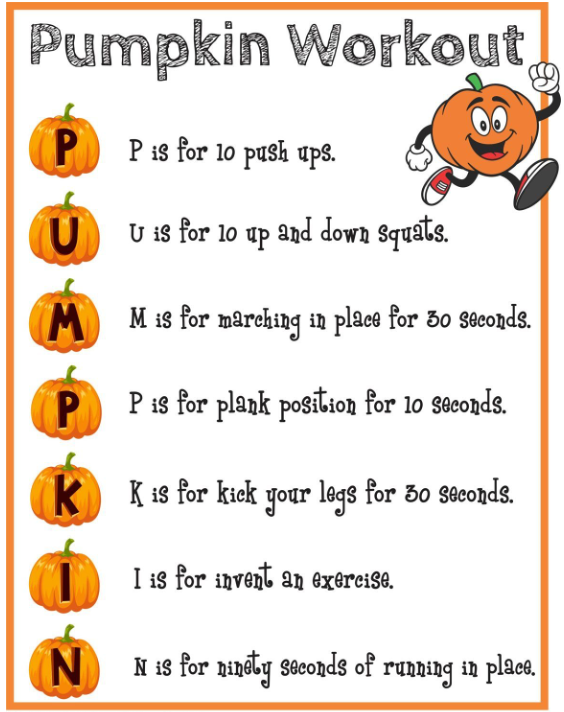 Pumpkin Workout
P P is for 10 push ups.
U U is for 10 up and down squats.
M M is for marching in place for 30 seconds.
P P is for plank position for 10 seconds.
K K is for kick your legs for 30 seconds.
I I is for invent an exercise.
N N is for ninety seconds of running in place.